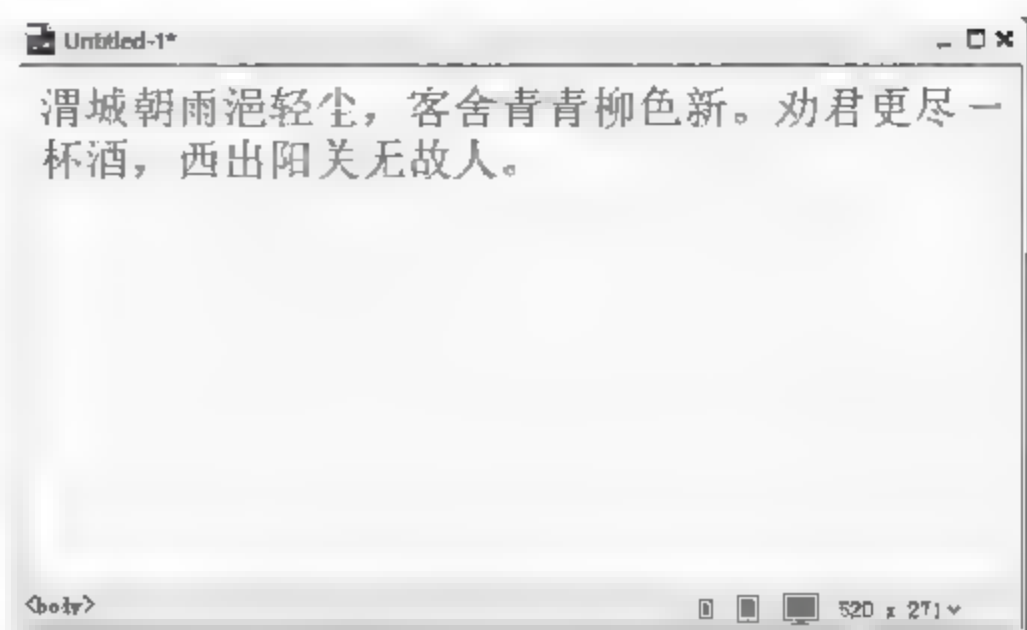 Untitled-1*
渭城朝雨浥轻尘，客舍青青柳色新。劝君更尽一
杯酒，西出阳关无故人。
<body>
520 x 271